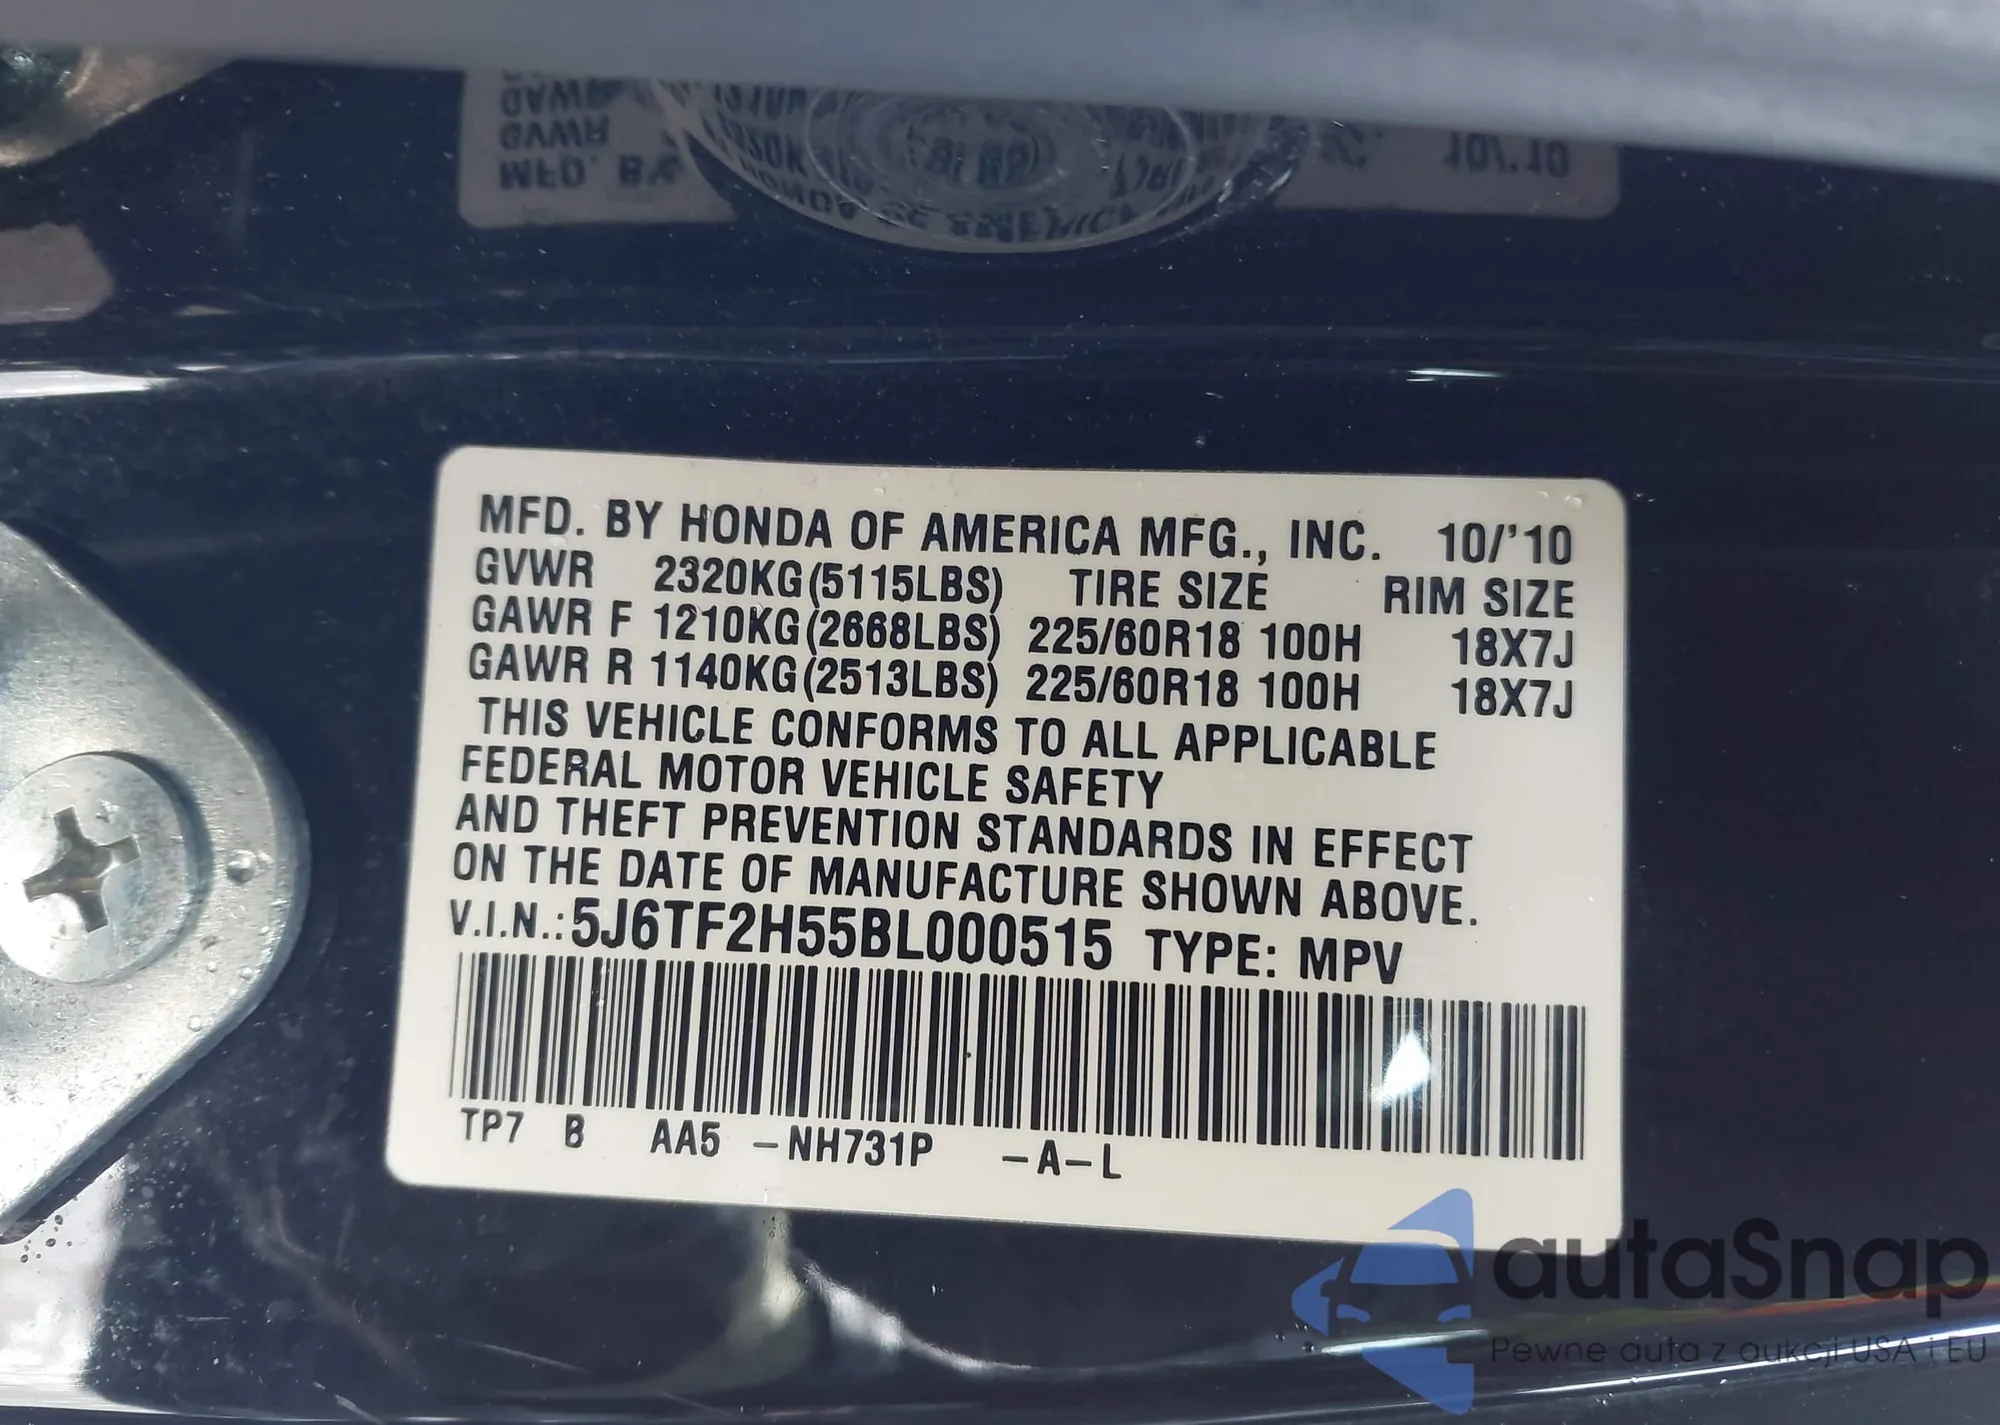 MFD. BY HONDA OF AMERICA MFG., INC. 10/'10
GVWR 2320KG(5115LBS) TIRE SIZE RIM SIZE
GAWR F 1210KG(2668LBS) 225/60R18 100H 18X7J
GAWR R 1140KG(2513LBS) 225/60R18 100H 18X7J
THIS VEHICLE CONFORMS TO ALL APPLICABLE
FEDERAL MOTOR VEHICLE SAFETY
AND THEFT PREVENTION STANDARDS IN EFFECT
ON THE DATE OF MANUFACTURE SHOWN ABOVE.
V.I.N.: 5J6TF2H55BL000515 TYPE: MPV
TP7 B AA5 -NH731P -A-L
autaSnap
Pewne auta z aukcji USA i EU